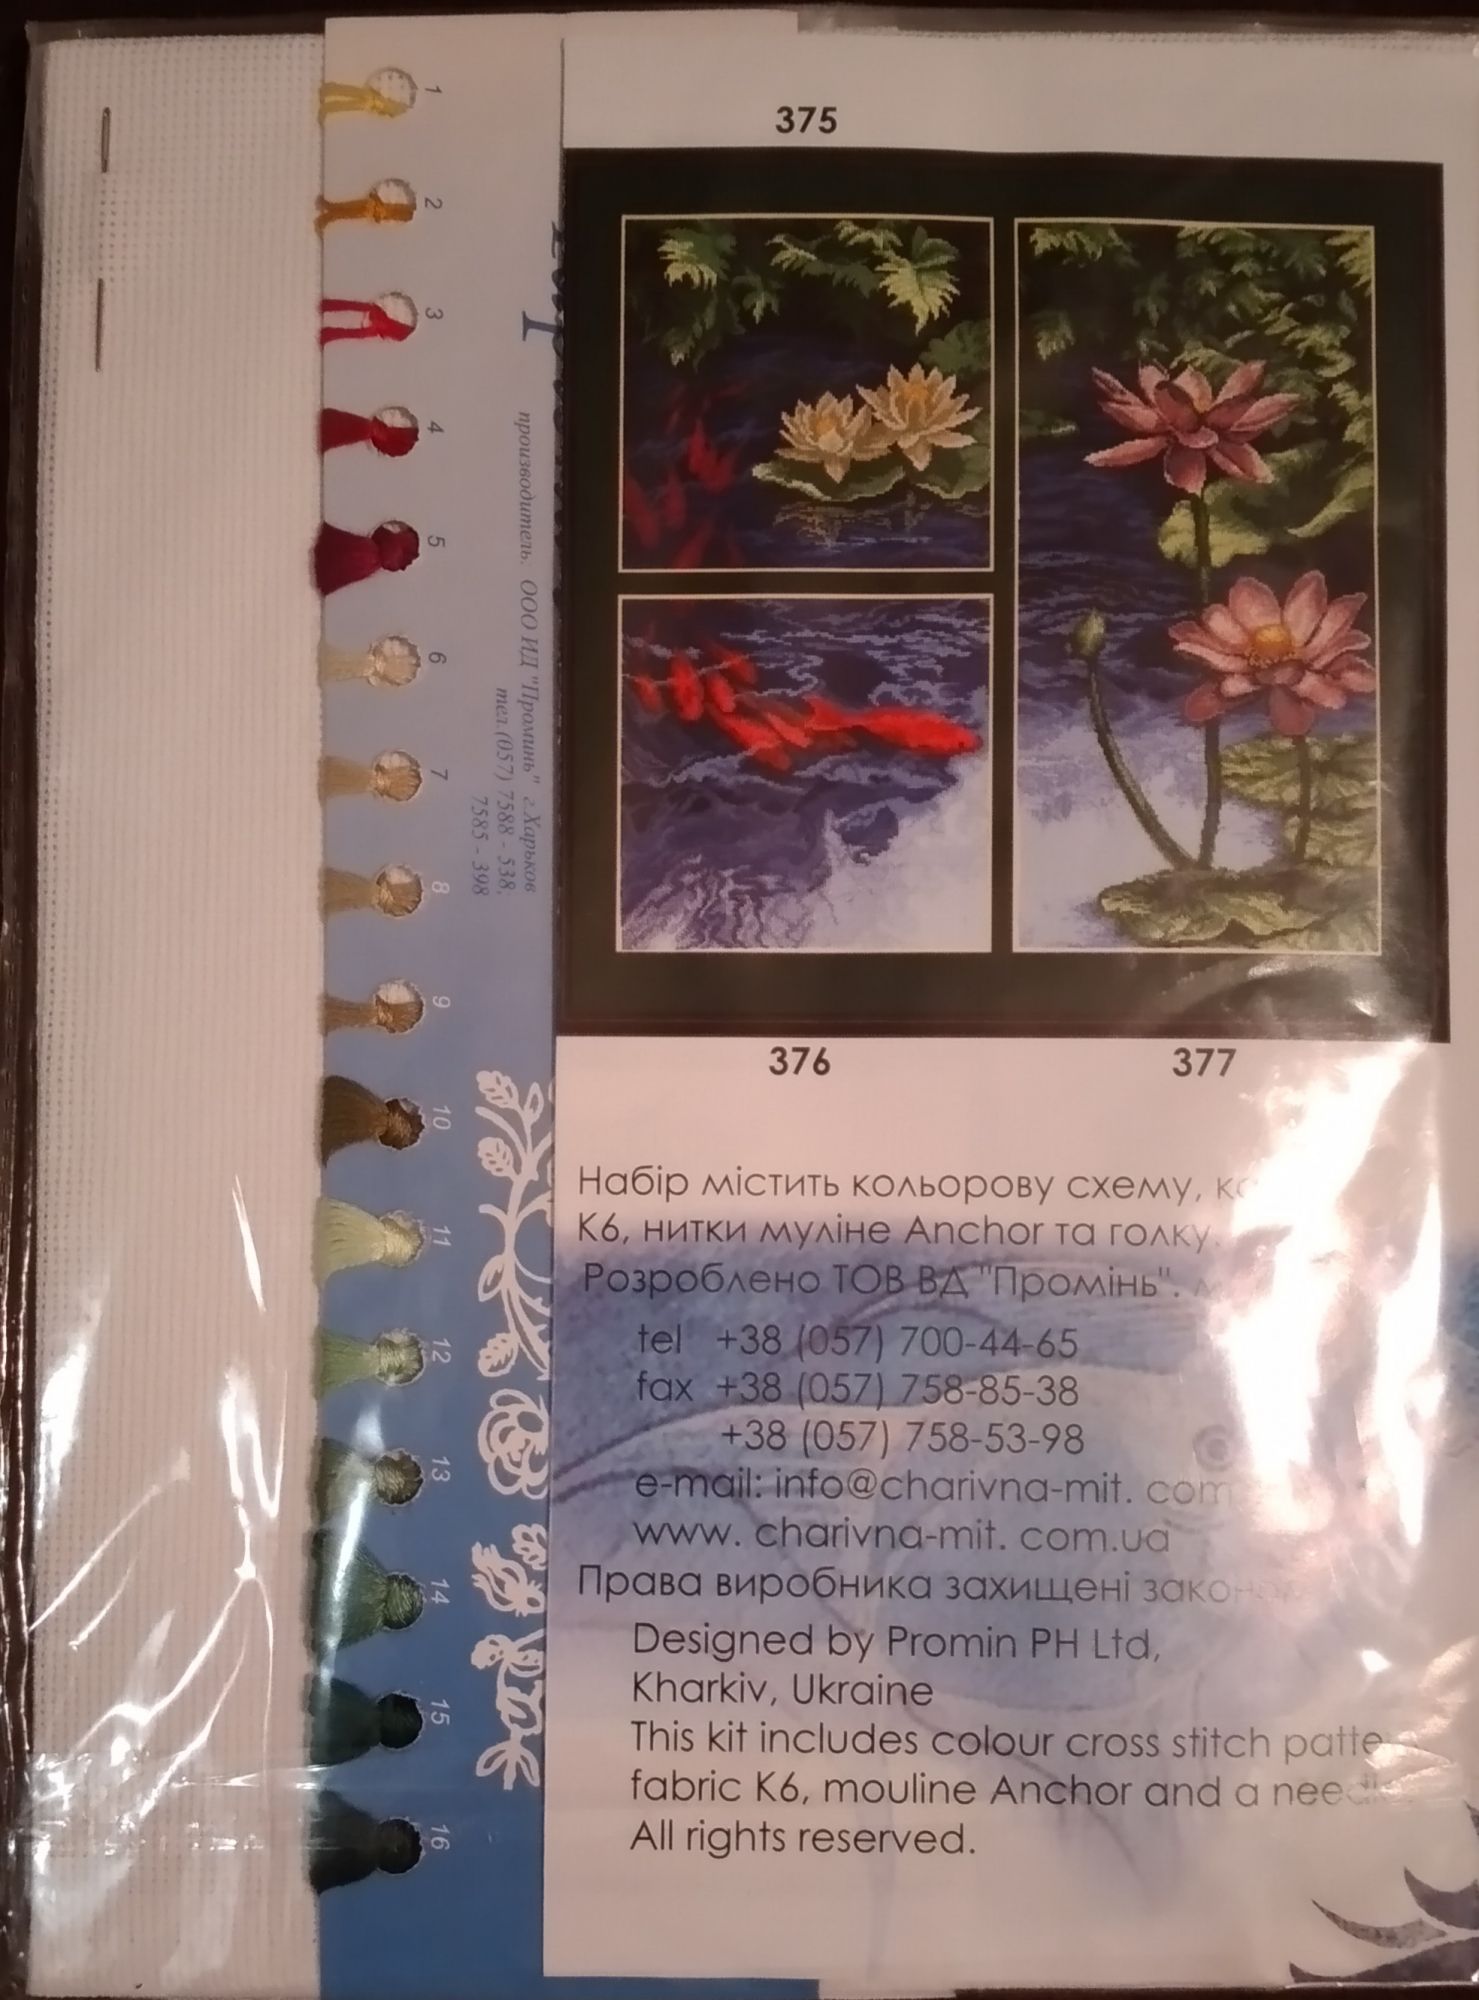 375
376
377
Набір містить кольорову схему,
К6, нитки муліне Anchor та голку.
Розроблено ТОВ ВД "Промінь".
tel +38 (057) 700-44-65
fax +38 (057) 758-85-38
+38 (057) 758-53-98
e-mail: info@charivna-mit. com
www. charivna-mit. com.ua
Права виробника захищені
Designed by Promin PH Ltd,
Kharkiv, Ukraine
This kit includes colour cross stitch
fabric K6, mouline Anchor and a
All rights reserved.
1
2
3
4
5
6
7
8
9
10
11
12
13
14
15
16
производитель: ООО ИД "Промінь" г.Харьков
тел.(057) 7588 - 538,
7585 - 398